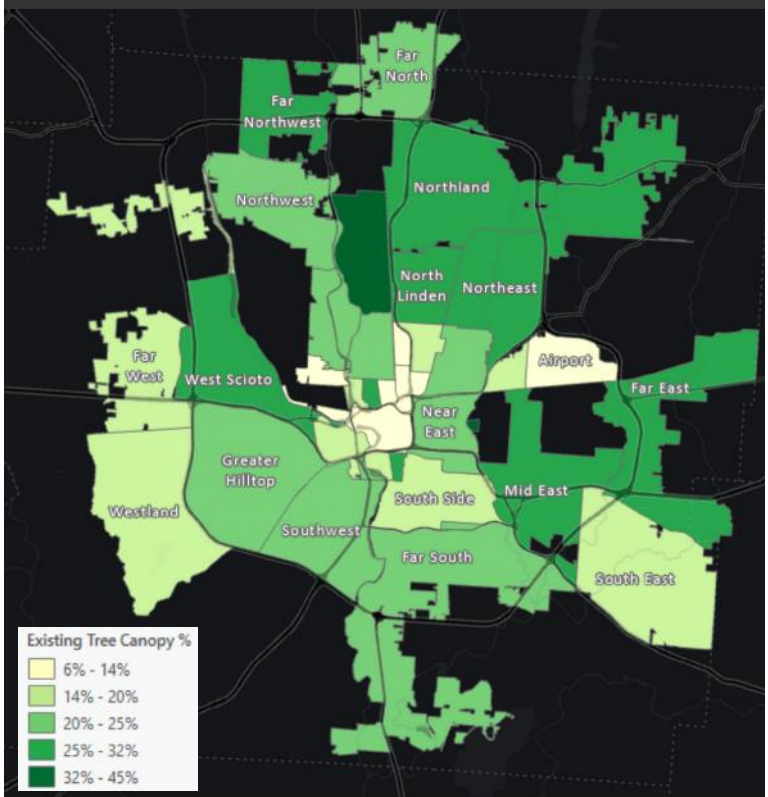 Far
North
Far
Northwest
Northwest
Northland
North
Linden
Northeast
Airport
Far
West
West Scioto
Far East
Near
East
Greater
Hilltop
Mid East
South Side
Westland
Southwest
Far South
South East
Existing Tree Canopy %
6% - 14%
14% - 20%
20% - 25%
25% - 32%
32% - 45%